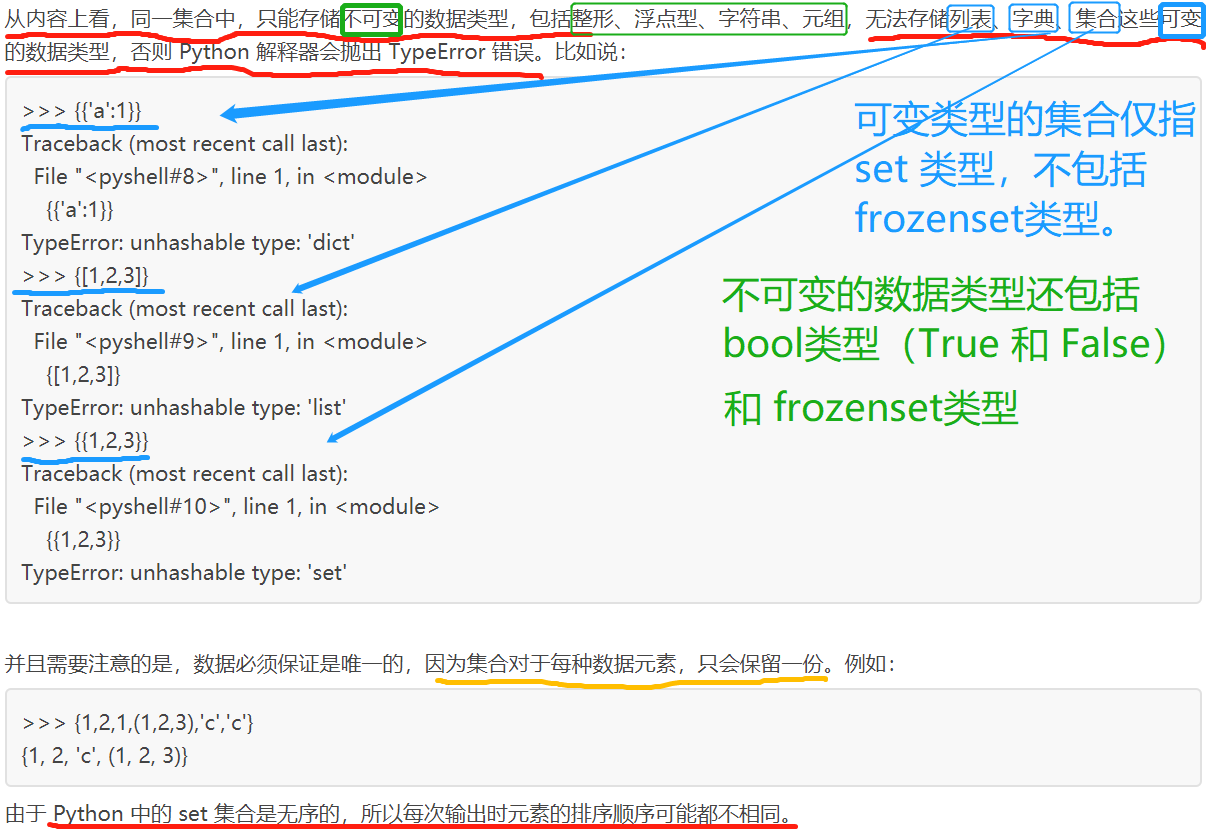 从内容上看，同一集合中，只能存储不可变的数据类型，包括整形、浮点型、字符串、元组，无法存储列表、字典、集合这些可变
的数据类型，否则 Python 解释器会抛出 TypeError 错误。比如说：
>>> {{'a':1}}
Traceback (most recent call last):
File "<pyshell#8>", line 1, in <module>
{{'a':1}}
TypeError: unhashable type: 'dict'
>>> {[1,2,3]}
Traceback (most recent call last):
File "<pyshell#9>", line 1, in <module>
{[1,2,3]}
TypeError: unhashable type: 'list'
>>> {{1,2,3}}
Traceback (most recent call last):
File "<pyshell#10>", line 1, in <module>
{{1,2,3}}
TypeError: unhashable type: 'set'
可变类型的集合仅指
set 类型，不包括
frozenset类型。
不可变的数据类型还包括
bool类型（True 和 False）
和 frozenset类型
并且需要注意的是，数据必须保证是唯一的，因为集合对于每种数据元素，只会保留一份。例如：
>>> {1,2,1,(1,2,3),'c','c'}
{1, 2, 'c', (1, 2, 3)}
由于 Python 中的 set 集合是无序的，所以每次输出时元素的排序顺序可能都不相同。